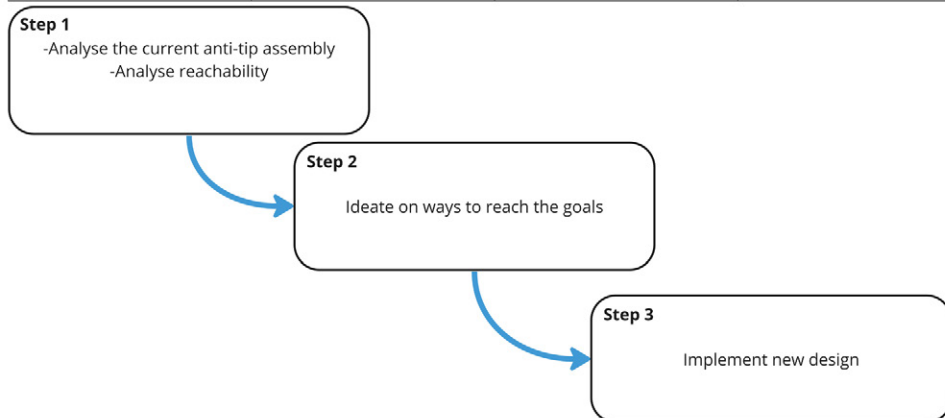 Step 1
-Analyse the current anti-tip assembly
-Analyse reachability
Step 2
Ideate on ways to reach the goals
Step 3
Implement new design